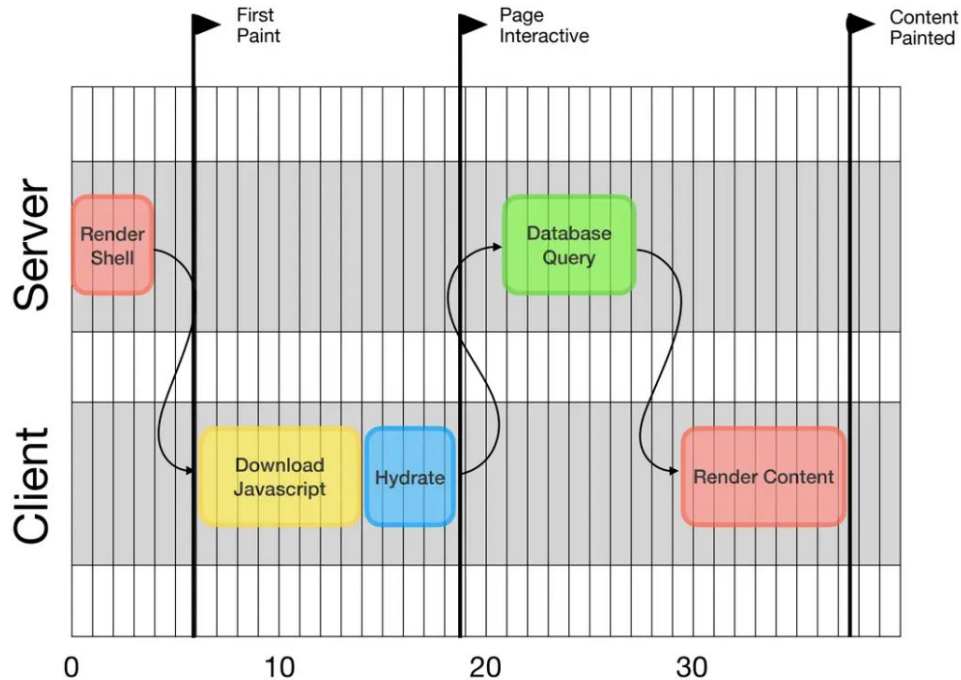 First
Paint
Page
Interactive
Content
Painted
Server
Render
Shell
Database
Query
Client
Download
Javascript
Hydrate
Render Content
0
10
20
30